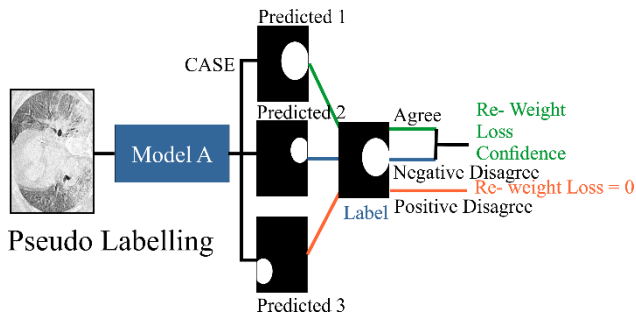 Predicted 1
CASE
Predicted 2
Model A
Agree
Re- Weight
Loss
Confidence
Negative Disagree
Re- weight Loss = 0
Positive Disagree
Label
Pseudo Labelling
Predicted 3